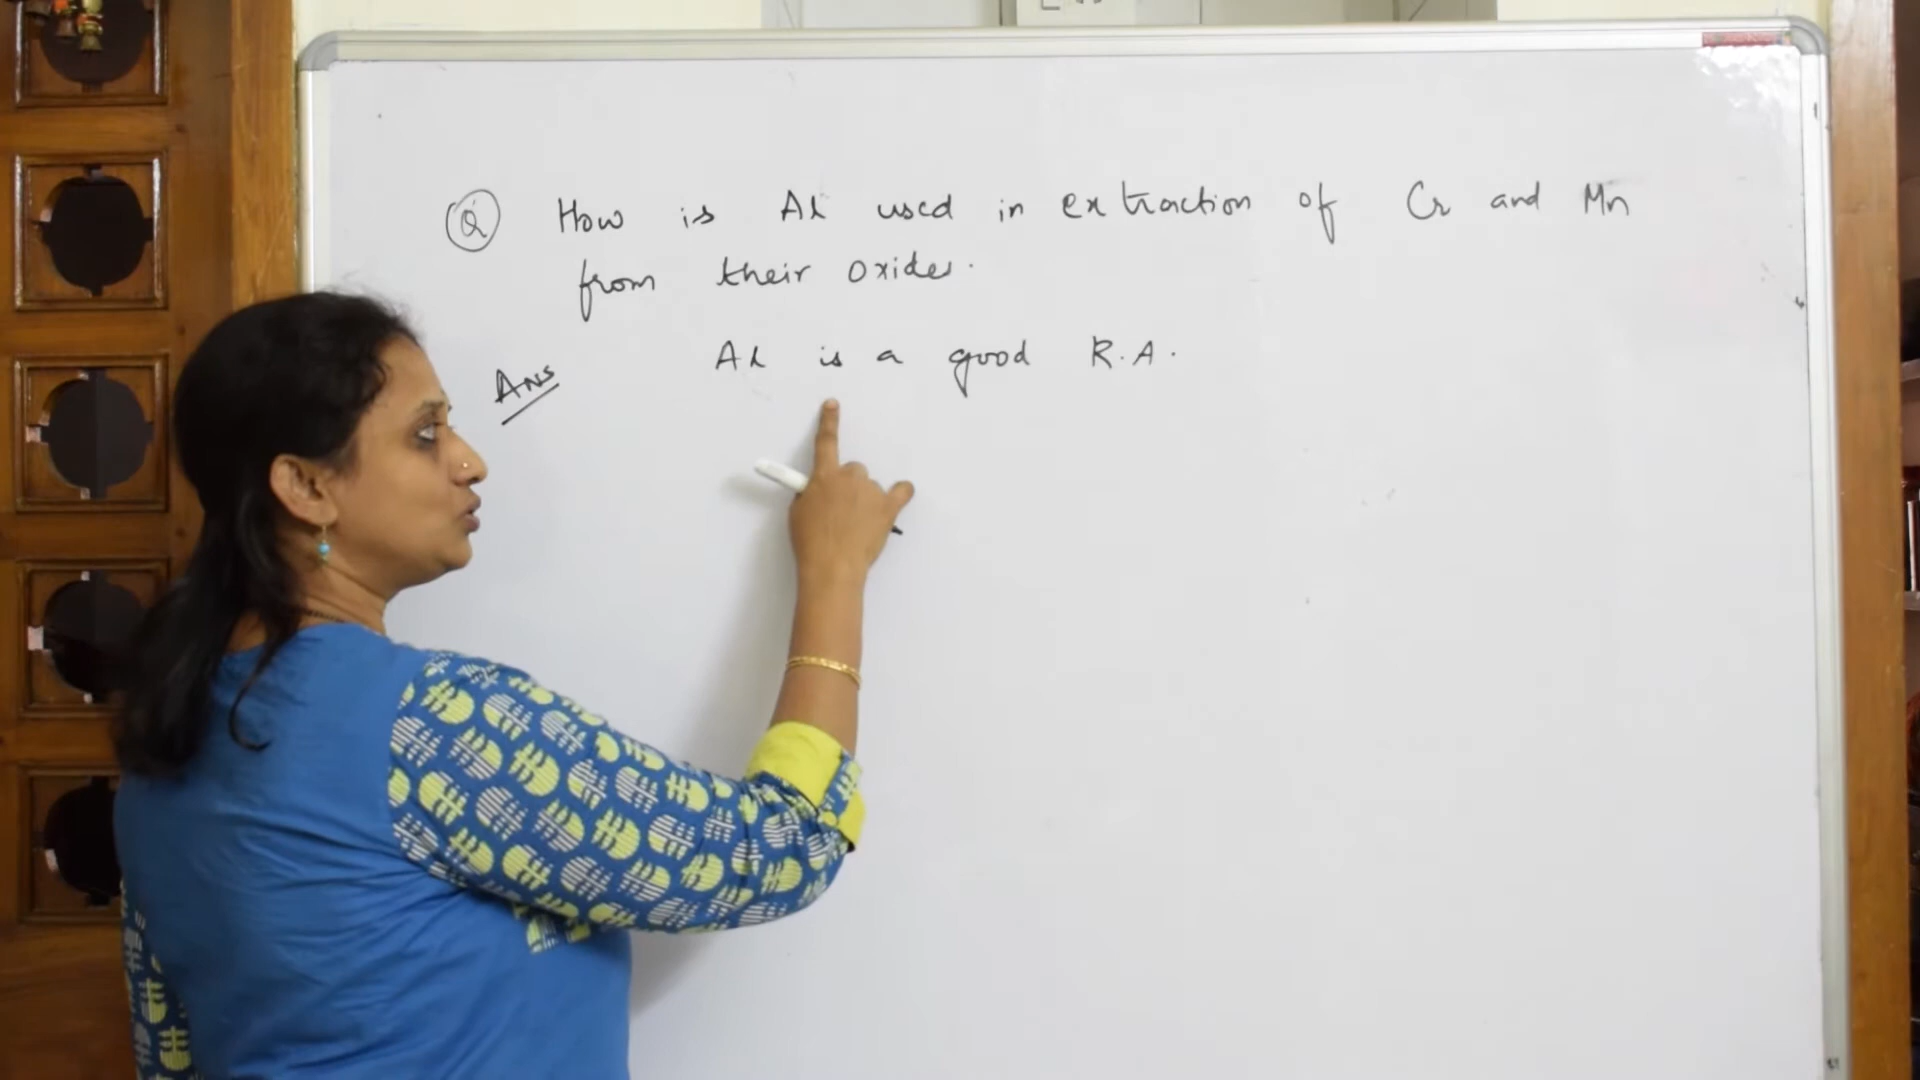 Q How is Al used in extraction of Cr and Mn
from their oxides.
Ans Al is a good R.A.